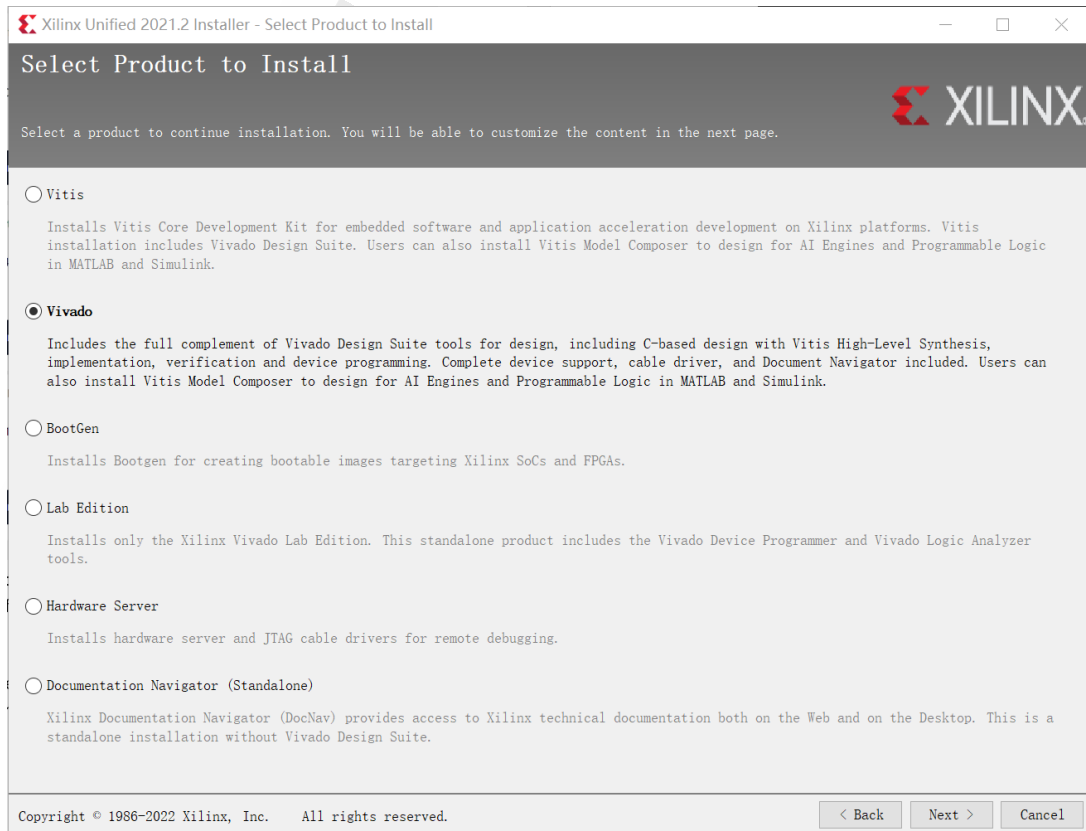 Xilinx Unified 2021.2 Installer - Select Product to Install
Select Product to Install
XILINX
Select a product to continue installation. You will be able to customize the content in the next page.
Vitis
Installs Vitis Core Development Kit for embedded software and application acceleration development on Xilinx platforms. Vitis
installation includes Vivado Design Suite. Users can also install Vitis Model Composer to design for AI Engines and Programmable Logic
in MATLAB and Simulink.
Vivado
Includes the full complement of Vivado Design Suite tools for design, including C-based design with Vitis High-Level Synthesis,
implementation, verification and device programming. Complete device support, cable driver, and Document Navigator included. Users can
also install Vitis Model Composer to design for AI Engines and Programmable Logic in MATLAB and Simulink.
BootGen
Installs Bootgen for creating bootable images targeting Xilinx SoCs and FPGAs.
Lab Edition
Installs only the Xilinx Vivado Lab Edition. This standalone product includes the Vivado Device Programmer and Vivado Logic Analyzer
tools.
Hardware Server
Installs hardware server and JTAG cable drivers for remote debugging.
Documentation Navigator (Standalone)
Xilinx Documentation Navigator (DocNav) provides access to Xilinx technical documentation both on the Web and on the Desktop. This is a
standalone installation without Vivado Design Suite.
Copyright © 1986-2022 Xilinx, Inc. All rights reserved.
< Back Next > Cancel